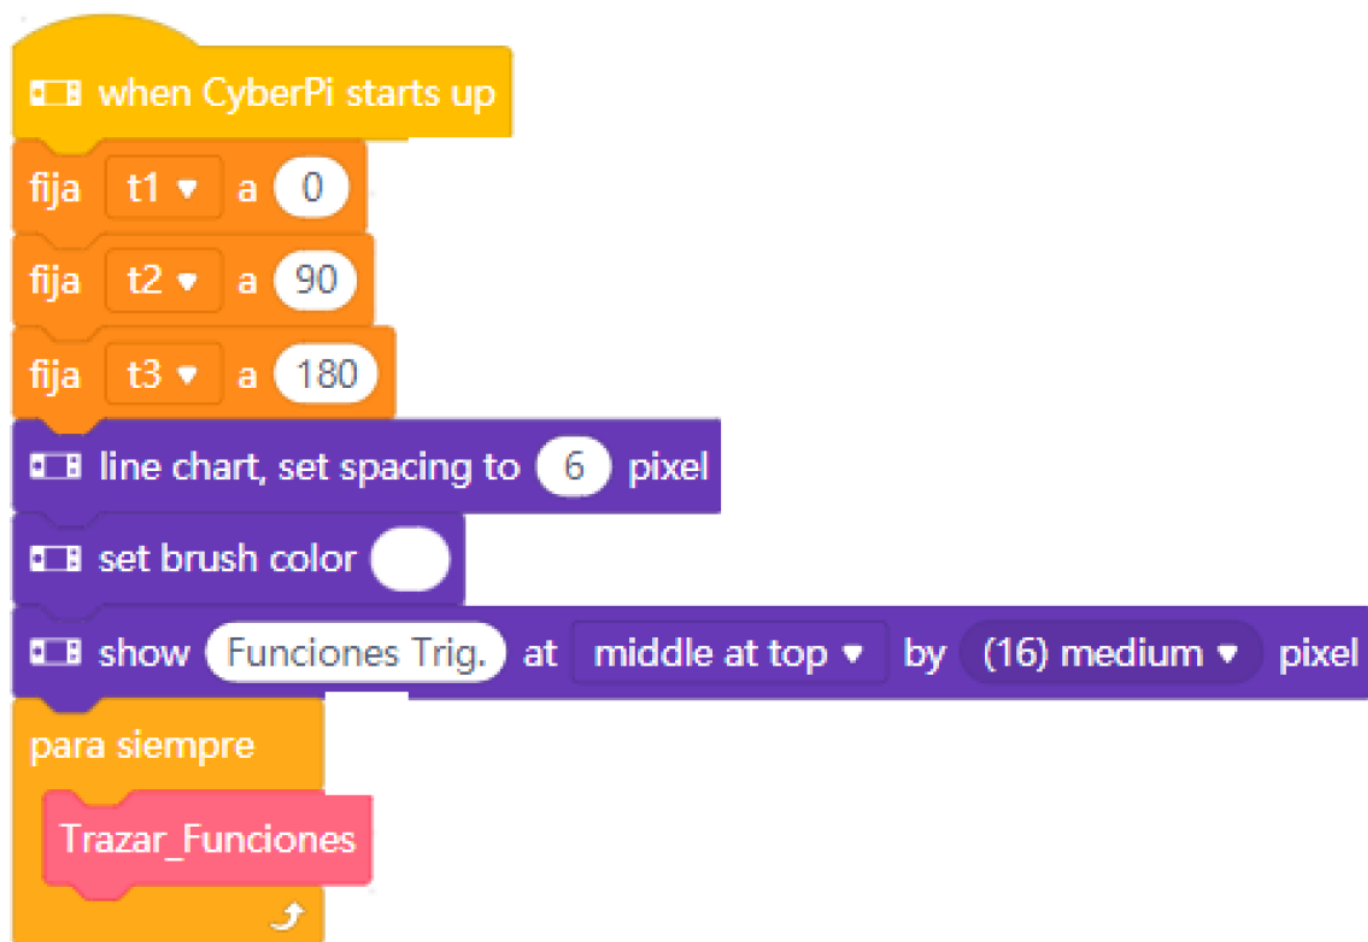 when CyberPi starts up
fija t1 a 0
fija t2 a 90
fija t3 a 180
line chart, set spacing to 6 pixel
set brush color
show Funciones Trig. at middle at top by (16) medium pixel
para siempre
Trazar_Funciones